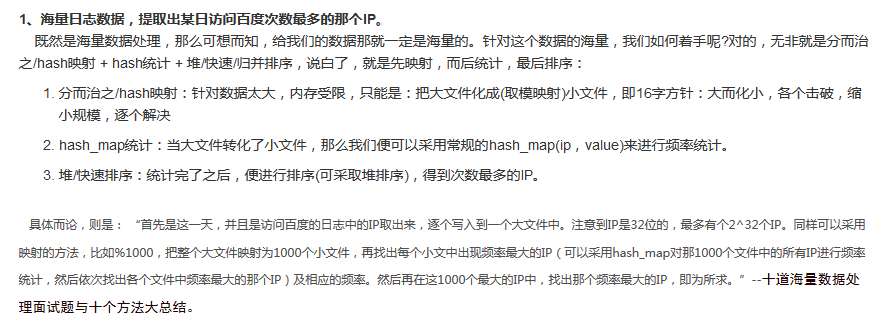 1、海量日志数据，提取出某日访问百度次数最多的那个IP。
既然是海量数据处理，那么可想而知，给我们的数据那就一定是海量的。针对这个数据的海量，我们如何着手呢?对的，无非就是分而治
之/hash映射 + hash统计 + 堆/快速/归并排序，说白了，就是先映射，而后统计，最后排序：
1. 分而治之/hash映射：针对数据太大，内存受限，只能是：把大文件化成(取模映射)小文件，即16字方针：大而化小，各个击破，缩
小规模，逐个解决
2. hash_map统计：当大文件转化了小文件，那么我们便可以采用常规的hash_map(ip，value)来进行频率统计。
3. 堆/快速排序：统计完了之后，便进行排序(可采取堆排序)，得到次数最多的IP。
具体而论，则是： “首先是这一天，并且是访问百度的日志中的IP取出来，逐个写入到一个大文件中。注意到IP是32位的，最多有个2^32个IP。同样可以采用
映射的方法，比如%1000，把整个大文件映射为1000个小文件，再找出每个小文中出现频率最大的IP（可以采用hash_map对那1000个文件中的所有IP进行频率
统计，然后依次找出各个文件中频率最大的那个IP）及相应的频率。然后再在这1000个最大的IP中，找出那个频率最大的IP，即为所求。”--十道海量数据处
理面试题与十个方法大总结。